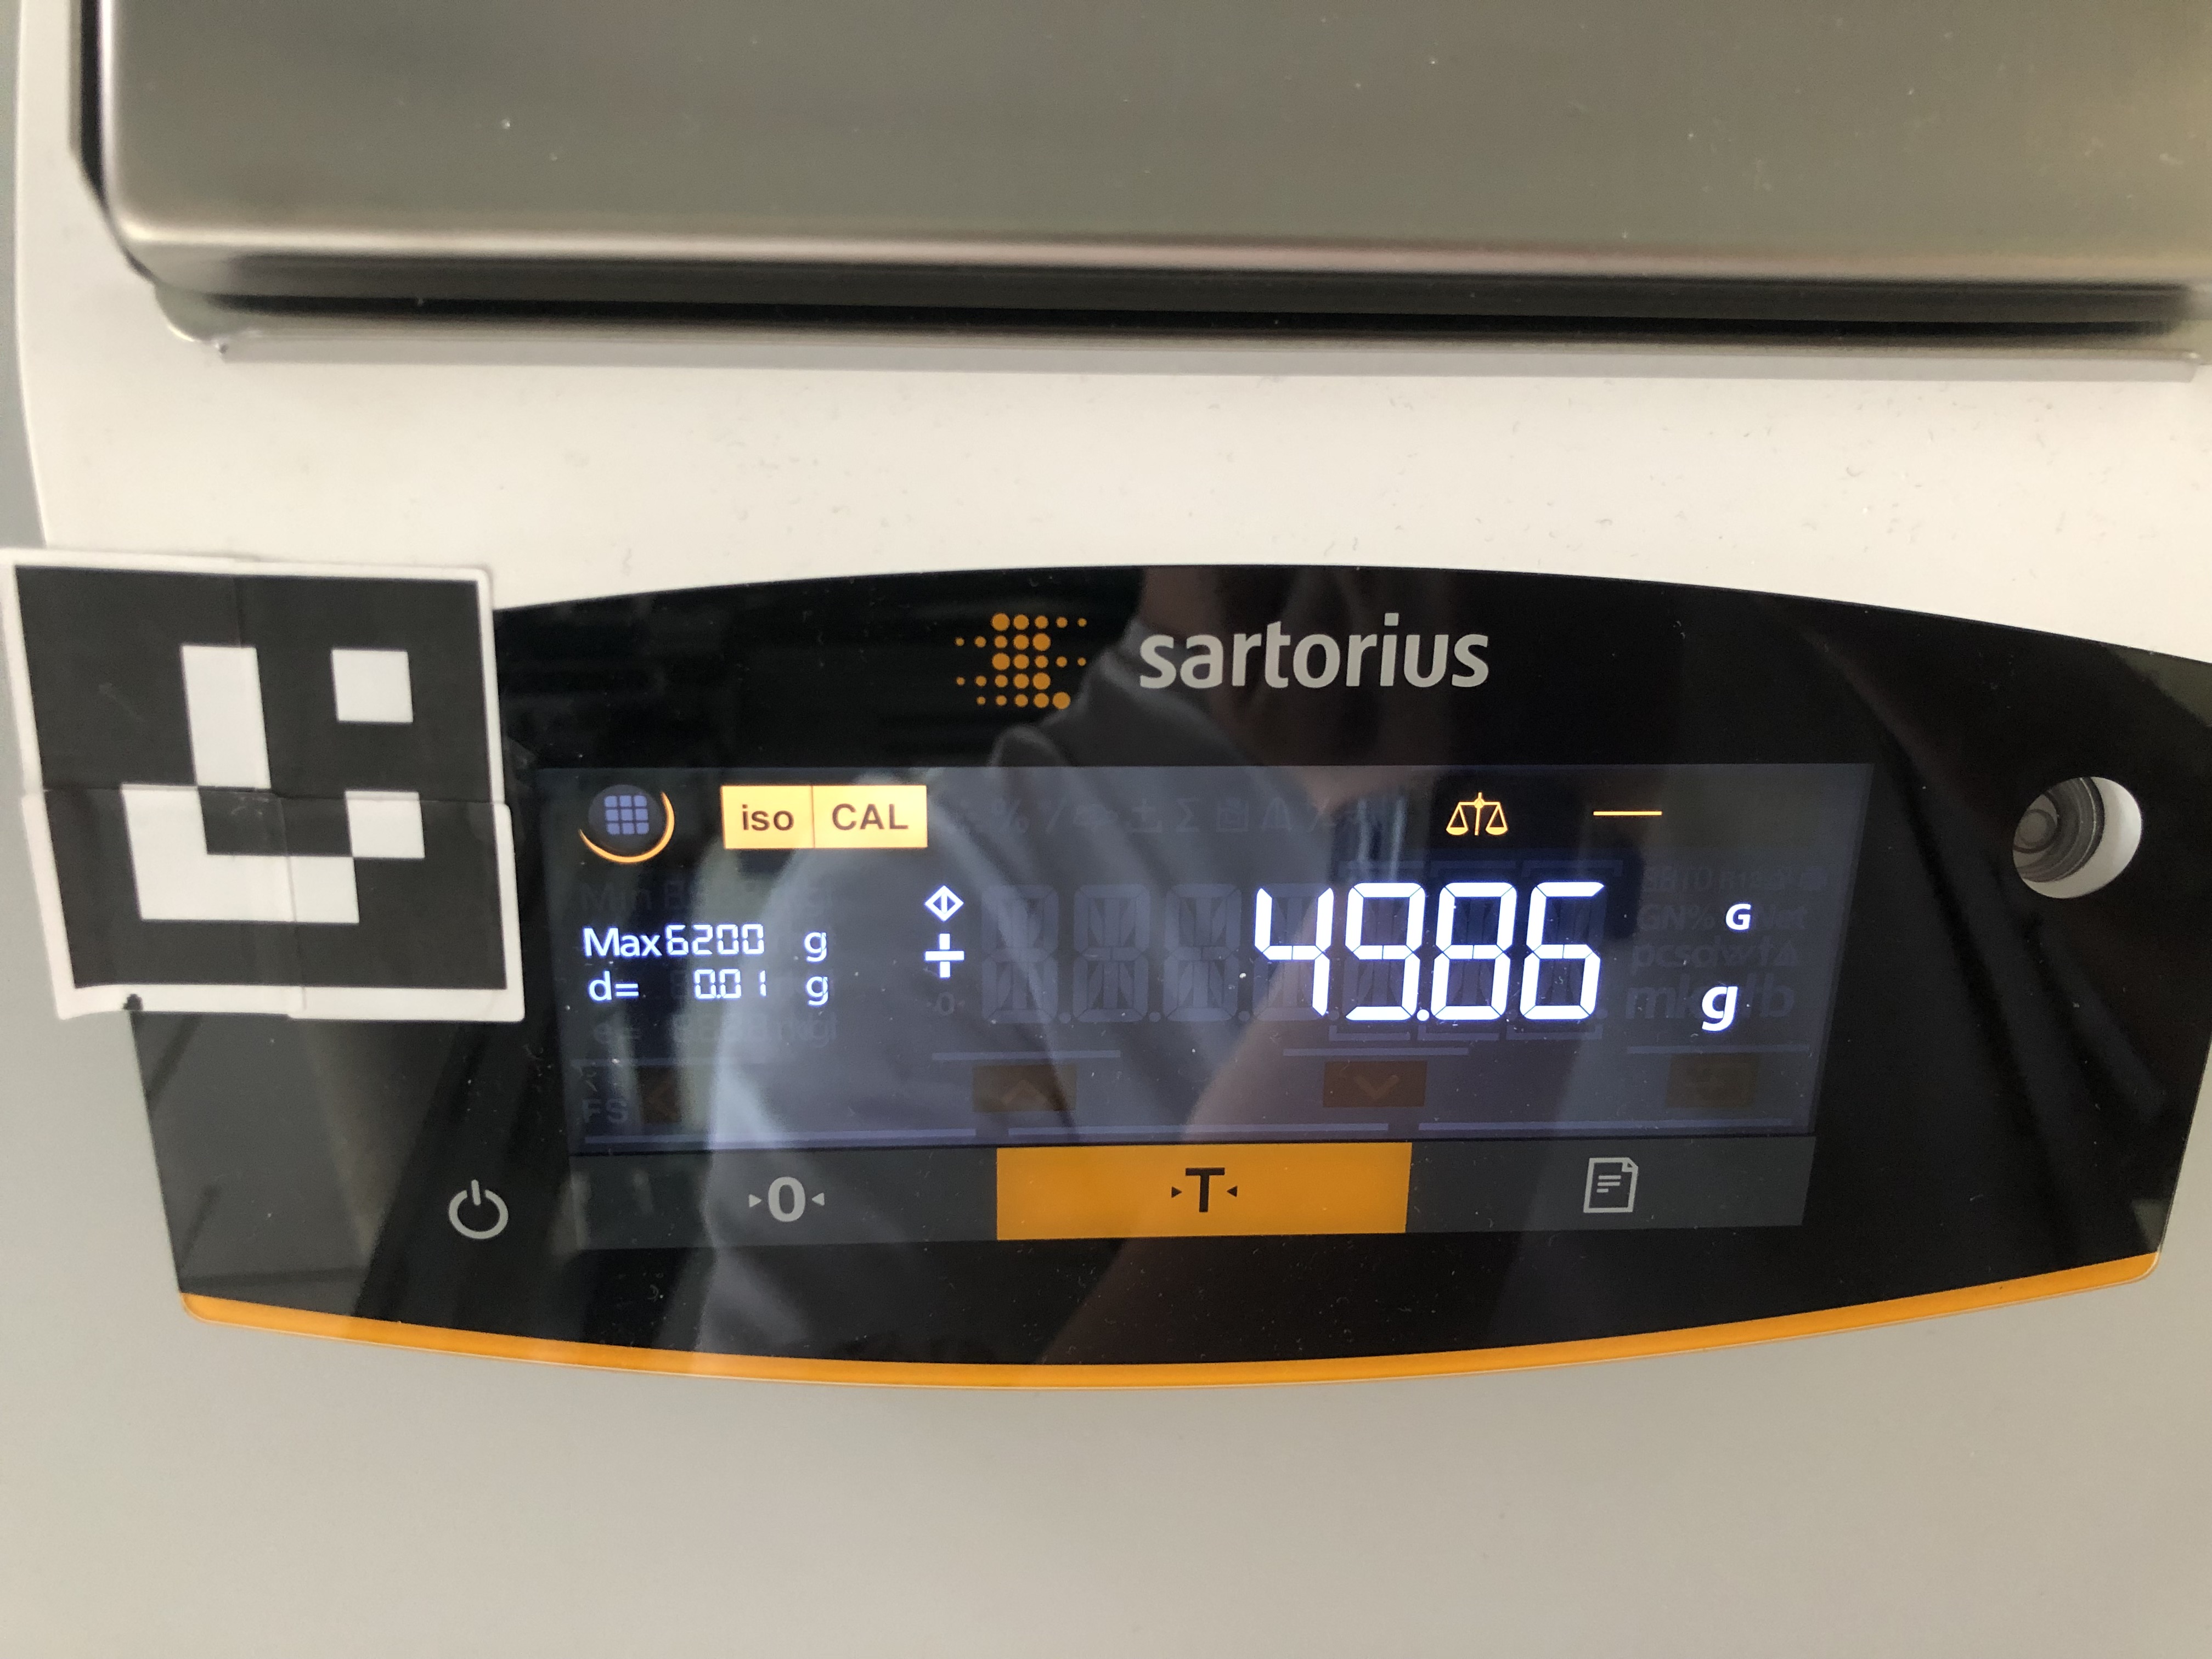 sartorius
iso CAL
Max 6200 g
d= 0.01 g
+ 49.86 G
g
0
T